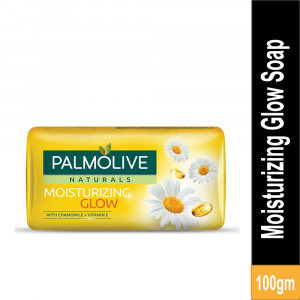 PALMOLIVE
NATURALS
MOISTURIZING
GLOW
WITH CHAMOMILE + VITAMIN E
Moisturizing Glow Soap
100gm